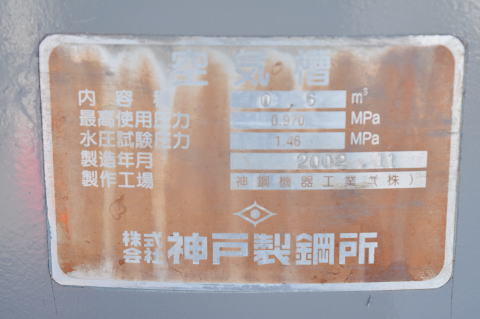 空気槽
内容積 0.6 m³
最高使用圧力 0.970 MPa
水圧試験圧力 1.46 MPa
製造年月 2002.11
製作工場 神鋼機器工業(株)
株式会社 神戸製鋼所